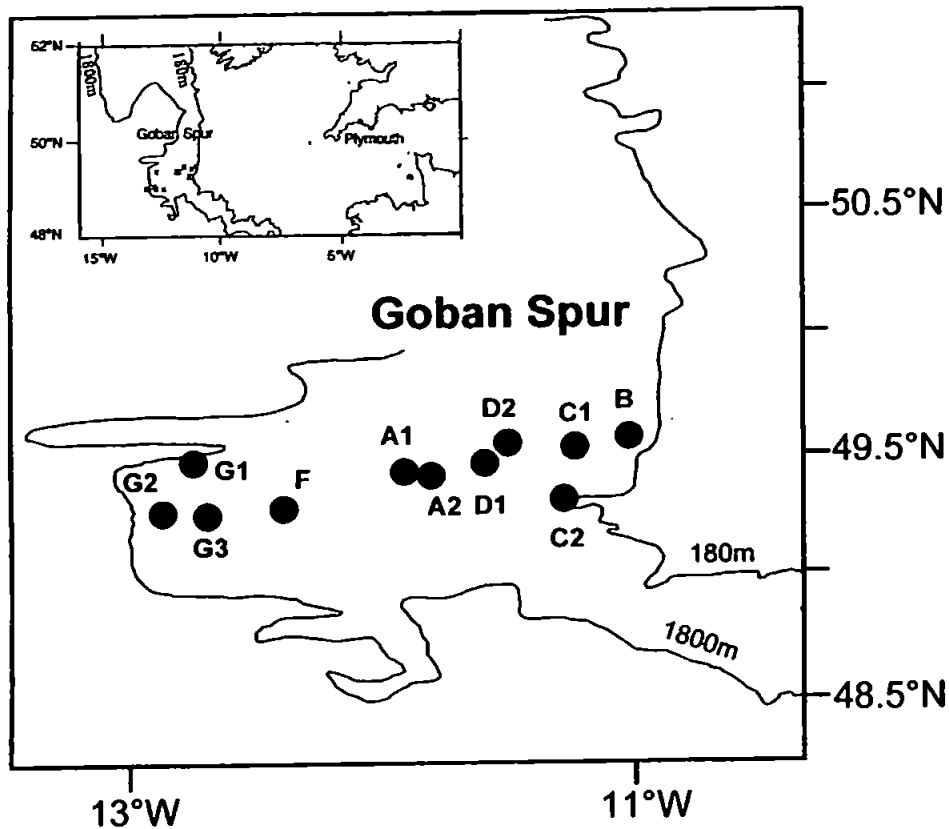 52°N
1800m
180m
Goban Spur
50°N
Plymouth
48°N
15°W
10°W
5°W
50.5°N
Goban Spur
B
D2
C1
A1
49.5°N
G1
G2
F
A2
D1
G3
C2
180m
1800m
48.5°N
13°W
11°W